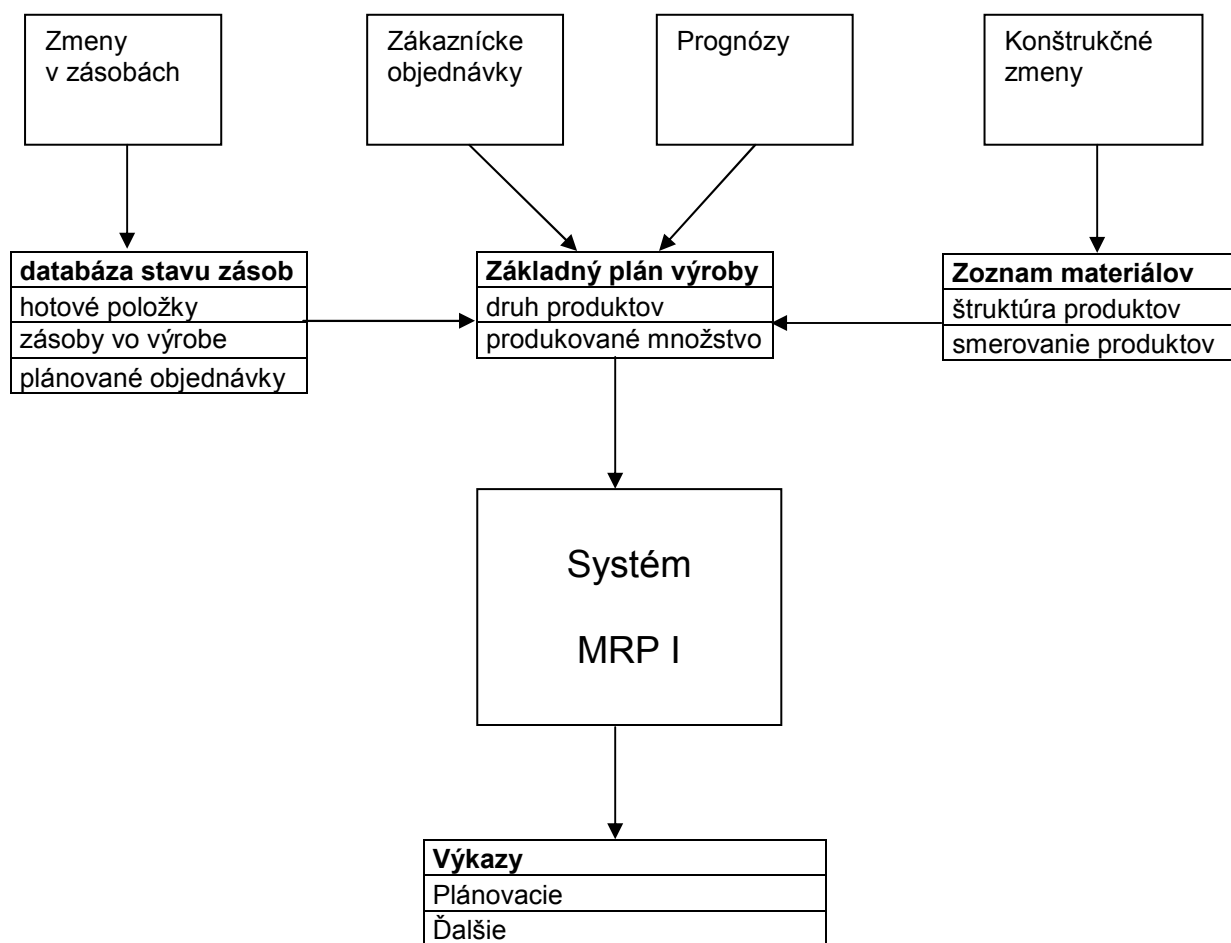 Zmeny
v zásobách
Zákaznícke
objednávky
Prognózy
Konštrukčné
zmeny
databáza stavu zásob
hotové položky
zásoby vo výrobe
plánované objednávky
Základný plán výroby
druh produktov
produkované množstvo
Zoznam materiálov
štruktúra produktov
smerovanie produktov
Systém
MRP I
Výkazy
Plánovacie
Ďalšie